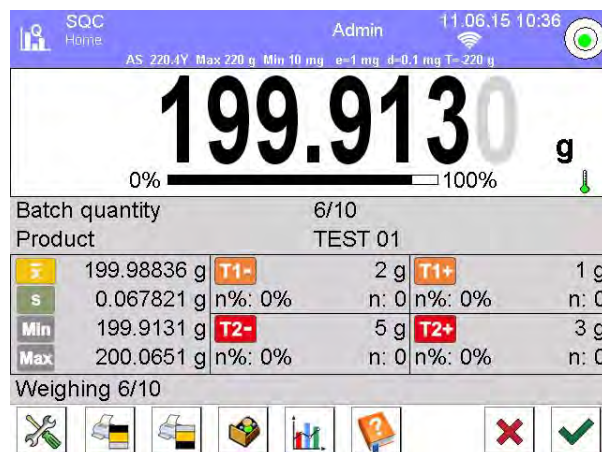 SQC
Home
Admin
11.06.15 10:36
AS 220.4Y Max 220 g Min 10 mg e=1 mg d=0.1 mg T=-220 g
199.9130 g
0% 100%
Batch quantity 6/10
Product TEST 01
x 199.98836 g T1- 2 g T1+ 1 g
s 0.067821 g n%: 0% n: 0 n%: 0% n: 0
Min 199.9131 g T2- 5 g T2+ 3 g
Max 200.0651 g n%: 0% n: 0 n%: 0% n: 0
Weighing 6/10